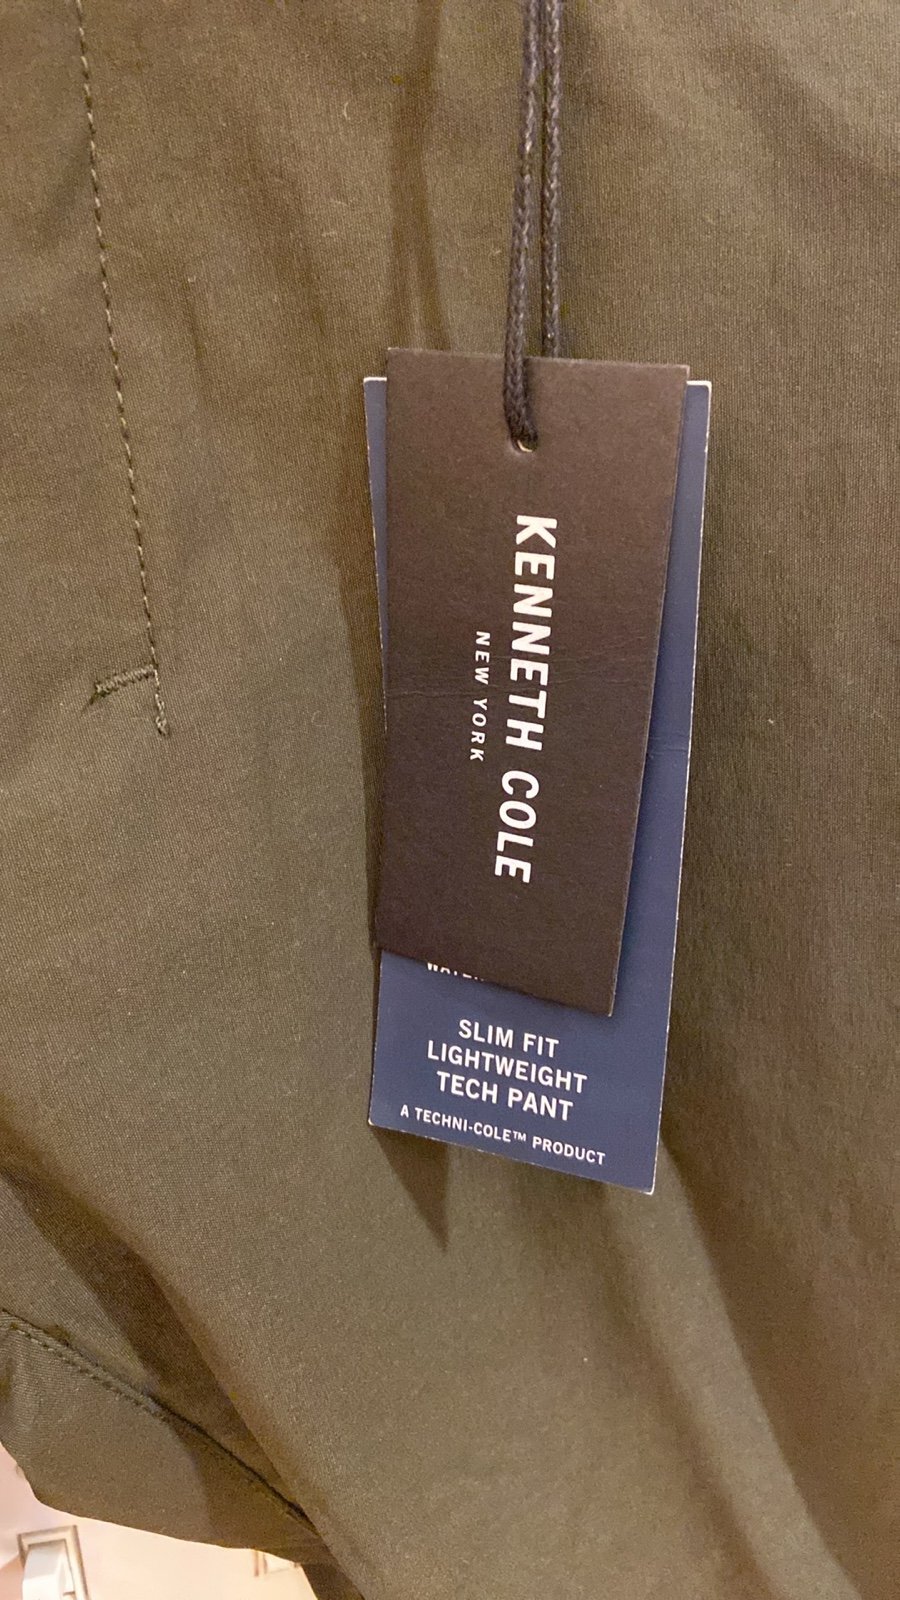 KENNETH COLE
NEW YORK
SLIM FIT
LIGHTWEIGHT
TECH PANT
A TECHNI-COLE™ PRODUCT